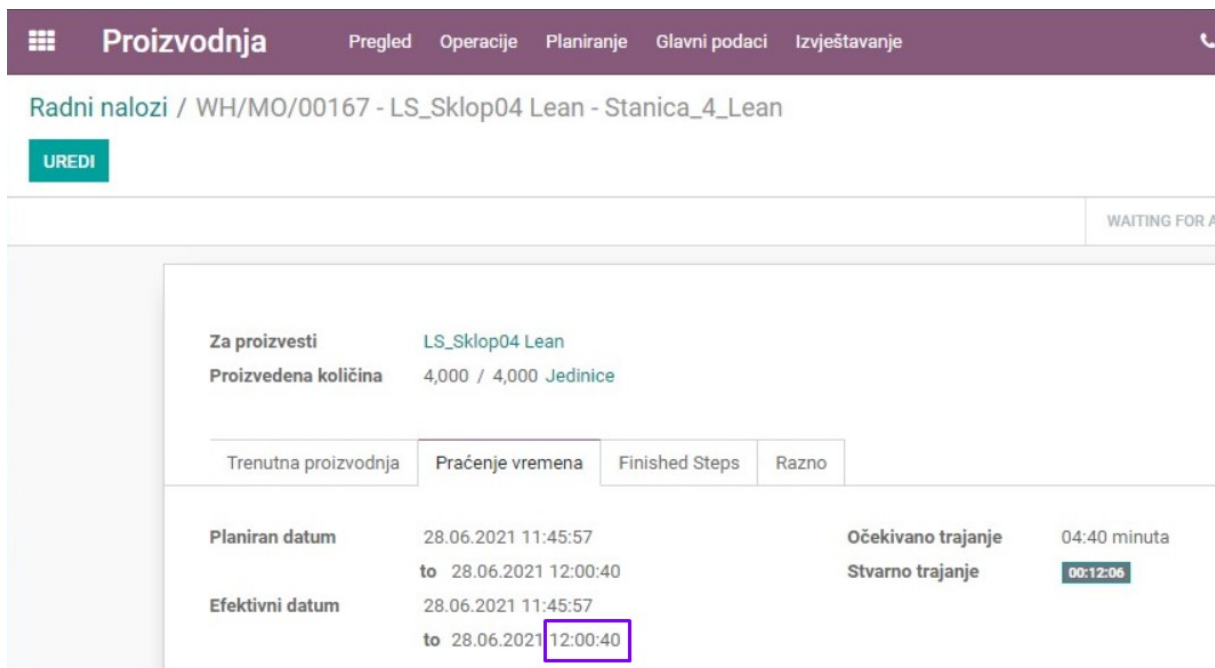 Proizvodnja Pregled Operacije Planiranje Glavni podaci Izvještavanje
Radni nalozi / WH/MO/00167 - LS_Sklop04 Lean - Stanica_4_Lean
UREDI
WAITING FOR A
Za proizvesti LS_Sklop04 Lean
Proizvedena količina 4,000 / 4,000 Jedinice
Trenutna proizvodnja Praćenje vremena Finished Steps Razno
Planiran datum 28.06.2021 11:45:57 Očekivano trajanje 04:40 minuta
to 28.06.2021 12:00:40 Stvarno trajanje 00:12:06
Efektivni datum 28.06.2021 11:45:57
to 28.06.2021 12:00:40